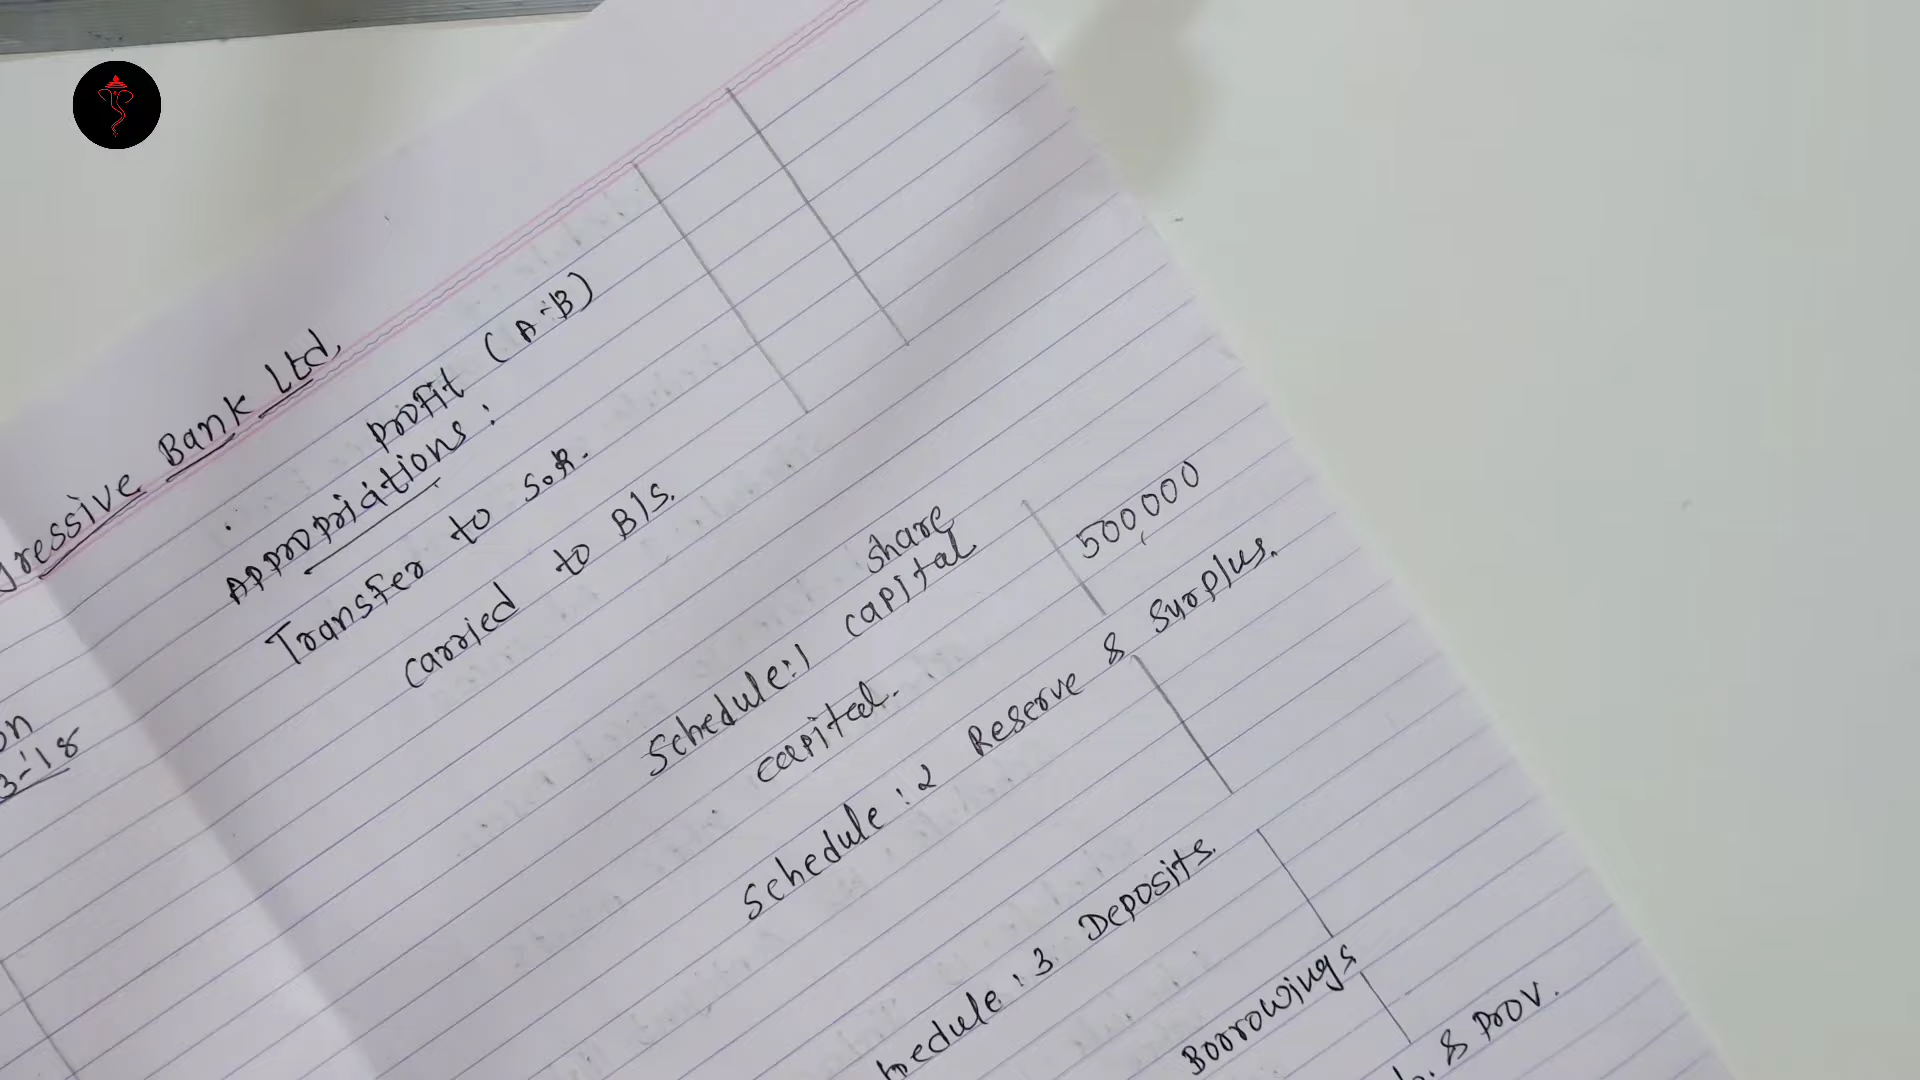 gressive Bank Ltd,
∴ profit (A-B)
Appropriations:
Transfer to S.R.
carried to B/s.
Schedule:1 share capital
capital. 500,000
Schedule:2 Reserve & Surplus.
hedule:3 Deposits.
Borrowings
& Prov.
on
3-'18